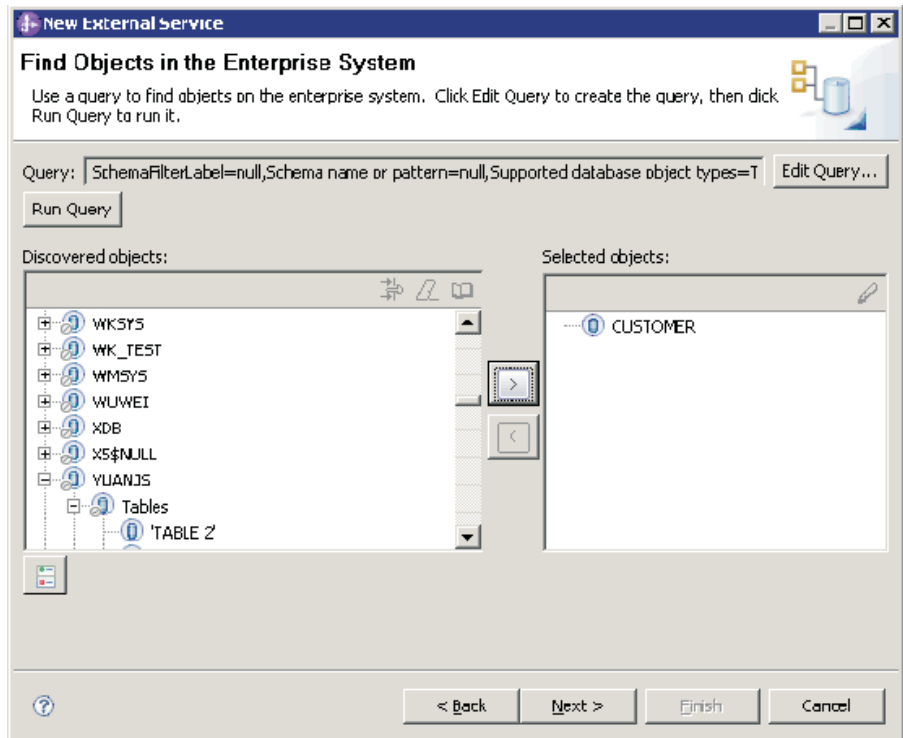 New External Service
Find Objects in the Enterprise System
Use a query to find objects on the enterprise system. Click Edit Query to create the query, then click
Run Query to run it.
Query: SchemaFilterLabel=null,Schema name or pattern=null,Supported database object types=T Edit Query...
Run Query
Discovered objects: Selected objects:
WKSYS
CUSTOMER
WK_TEST
WMSYS
WUWEI
XDB
XS$NULL
YUANJS
Tables
'TABLE 2'
< Back Next > Finish Cancel